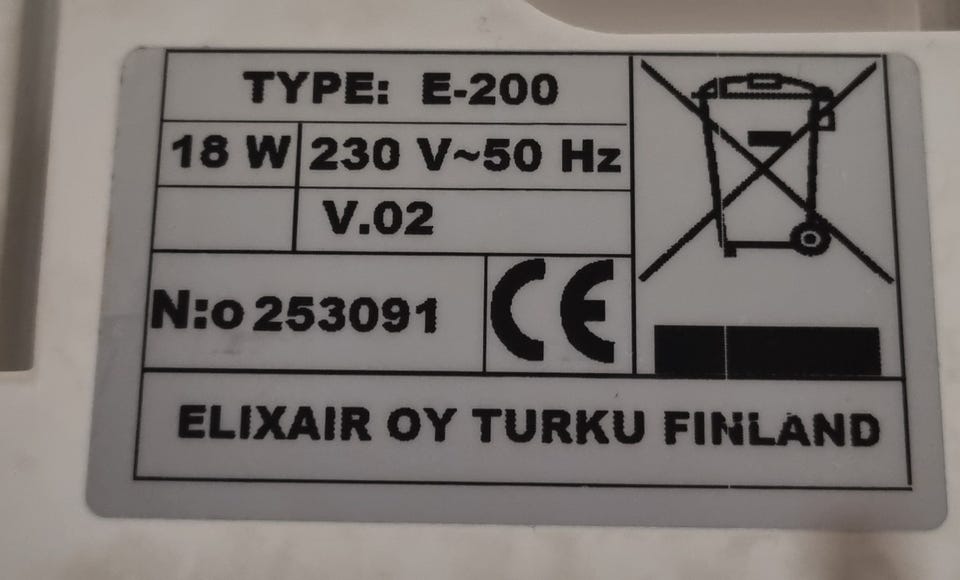 TYPE: E-200
18 W 230 V~50 Hz
V.02
N:o 253091
CE
ELIXAIR OY TURKU FINLAND